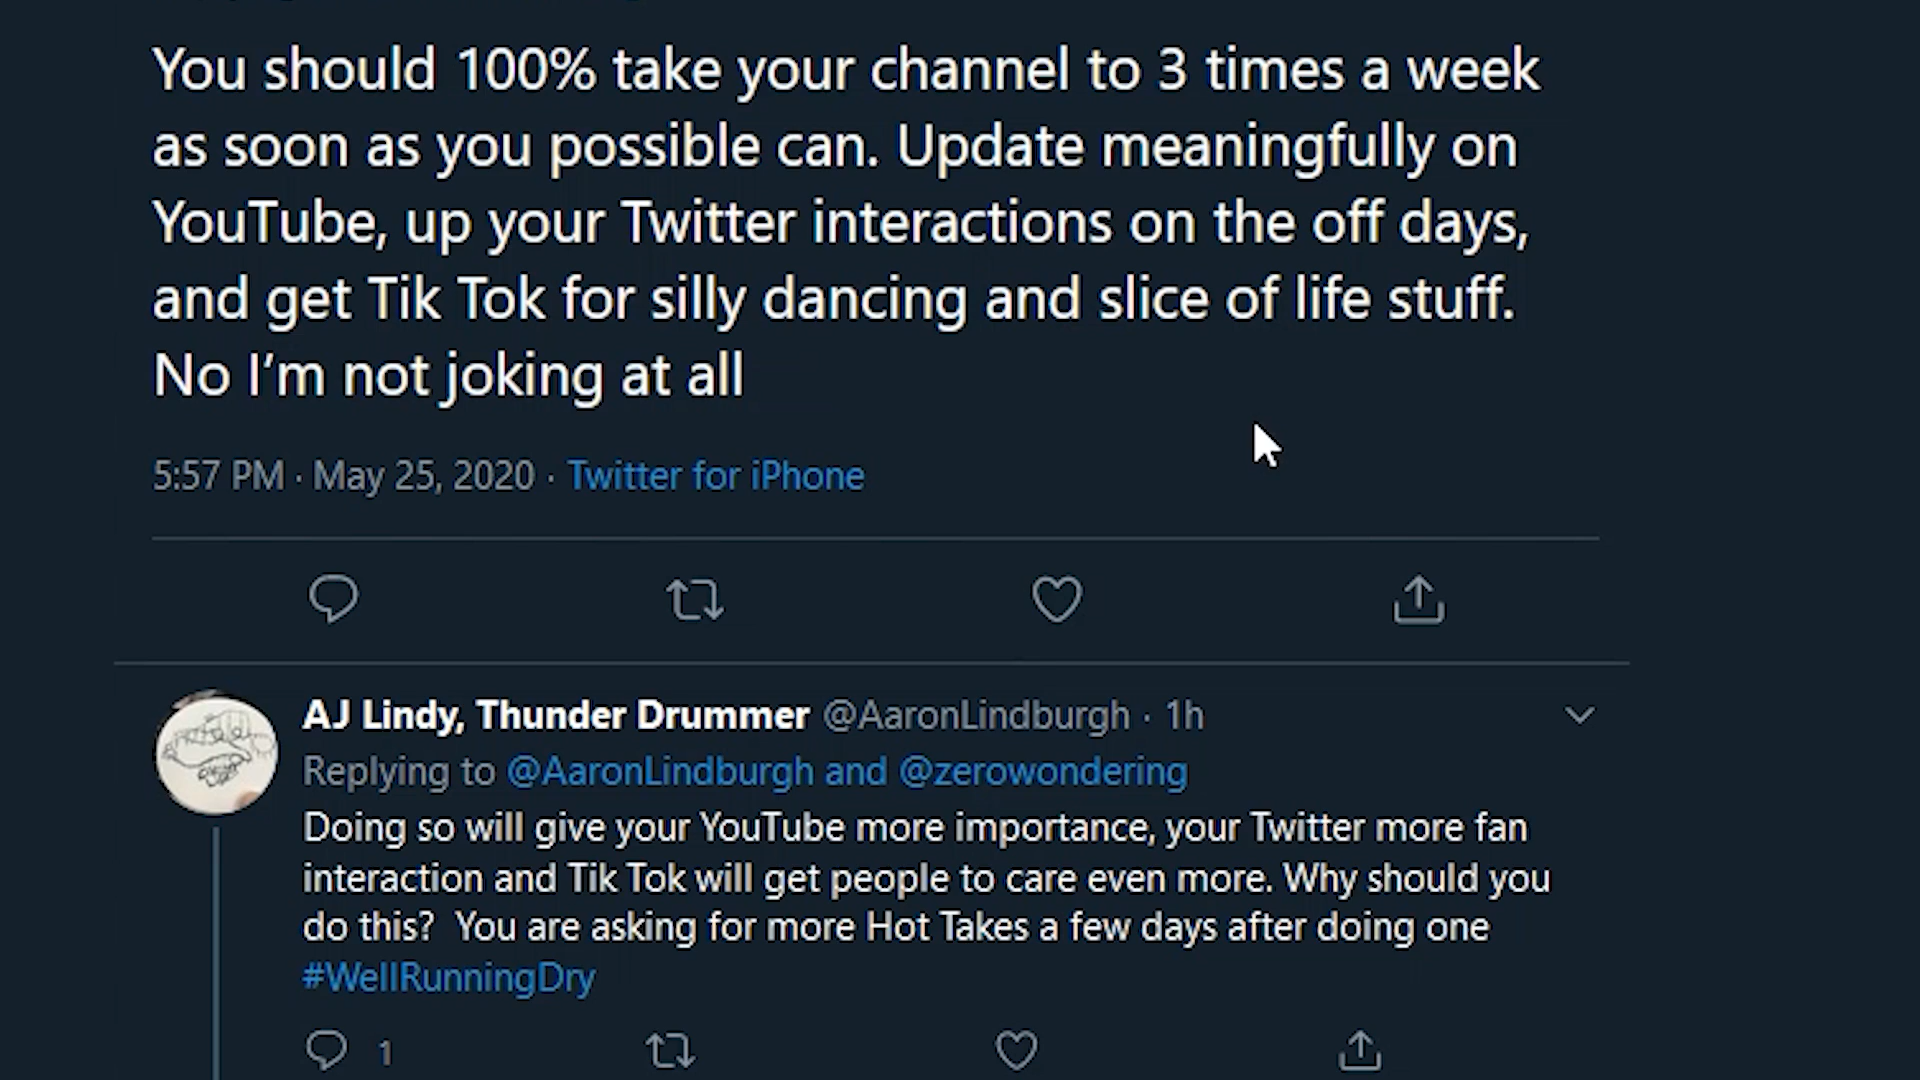 You should 100% take your channel to 3 times a week
as soon as you possible can. Update meaningfully on
YouTube, up your Twitter interactions on the off days,
and get Tik Tok for silly dancing and slice of life stuff.
No I’m not joking at all
5:57 PM · May 25, 2020 · Twitter for iPhone
AJ Lindy, Thunder Drummer @AaronLindburgh · 1h
Replying to @AaronLindburgh and @zerowondering
Doing so will give your YouTube more importance, your Twitter more fan
interaction and Tik Tok will get people to care even more. Why should you
do this?  You are asking for more Hot Takes a few days after doing one
#WellRunningDry
1